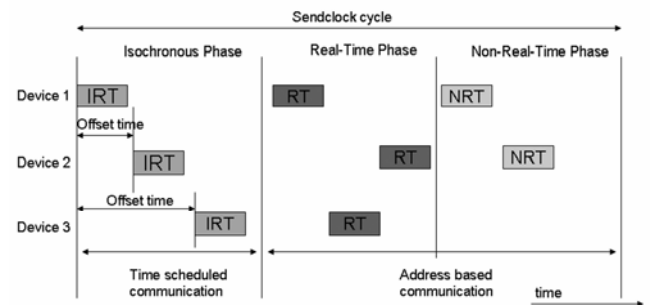 Sendclock cycle
Isochronous Phase
Real-Time Phase
Non-Real-Time Phase
Device 1
IRT
RT
NRT
Offset time
Device 2
IRT
RT
NRT
Offset time
Device 3
IRT
RT
Time scheduled
communication
Address based
communication
time